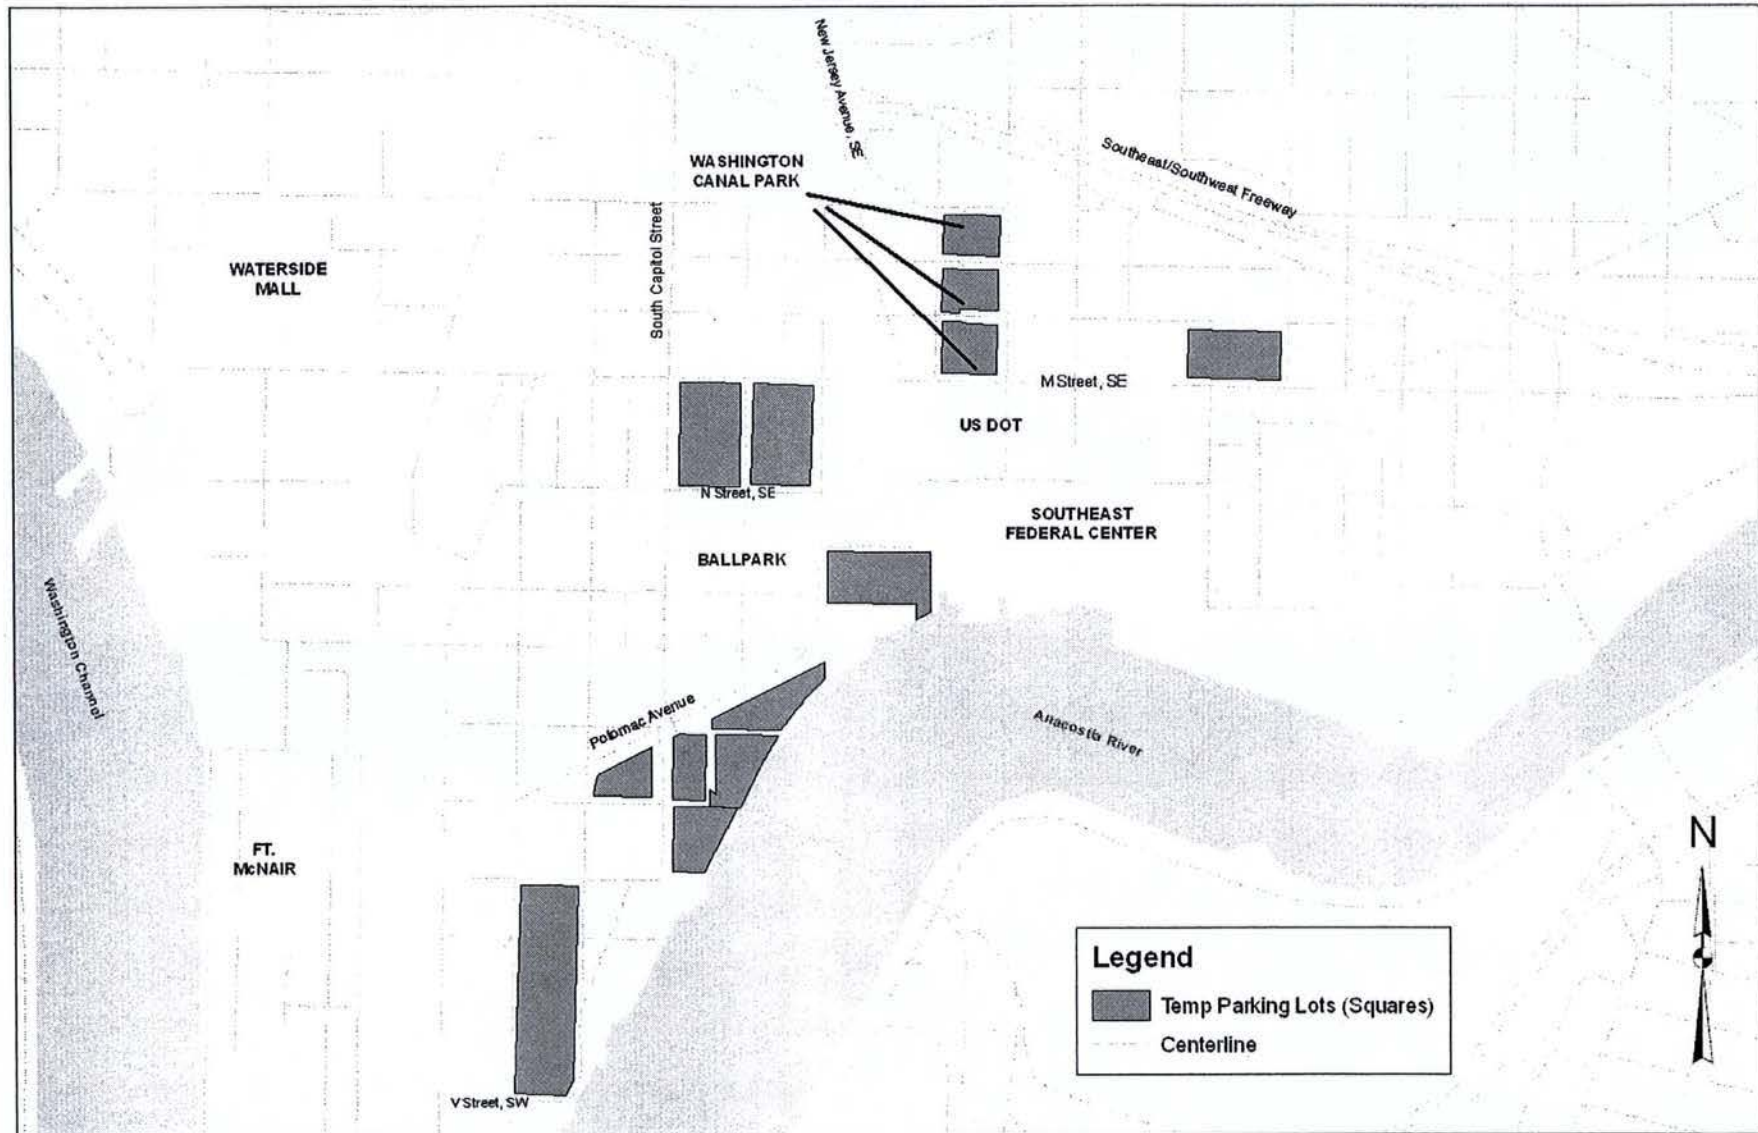 New Jersey Avenue, SE
WASHINGTON
CANAL PARK
Southeast/Southwest Freeway
South Capitol Street
WATERSIDE
MALL
M Street, SE
US DOT
N Street, SE
SOUTHEAST
FEDERAL CENTER
BALLPARK
Washington Channel
Potomac Avenue
Anacostia River
FT.
McNAIR
N
Legend
Temp Parking Lots (Squares)
Centerline
V Street, SW